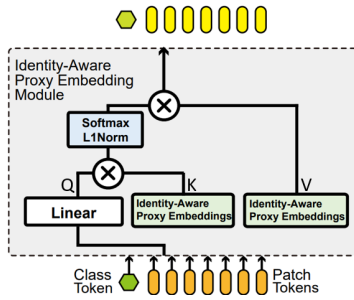 Identity-Aware
Proxy Embedding
Module
Softmax
L1Norm
Q
K
V
Linear
Identity-Aware
Proxy Embeddings
Identity-Aware
Proxy Embeddings
Class
Token
Patch
Tokens